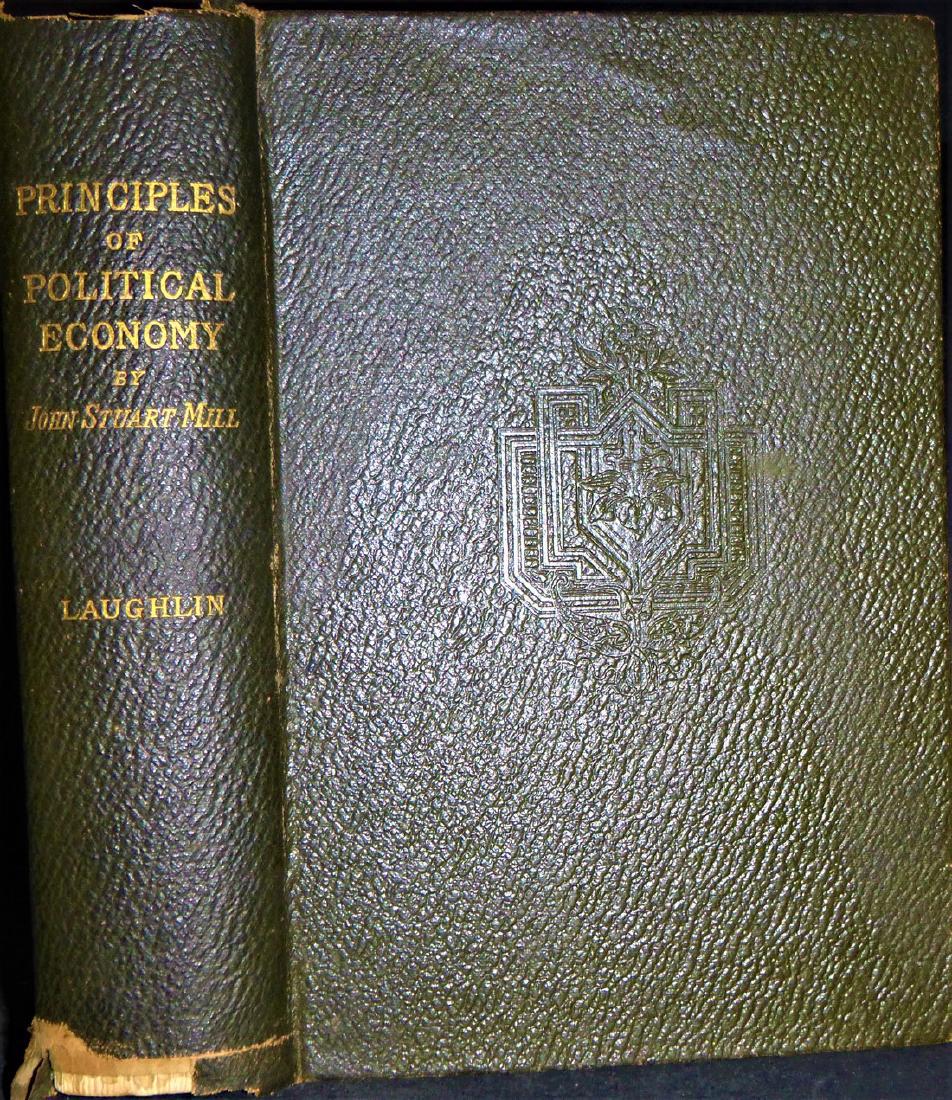 PRINCIPLES
OF
POLITICAL
ECONOMY
BY
JOHN STUART MILL
LAUGHLIN